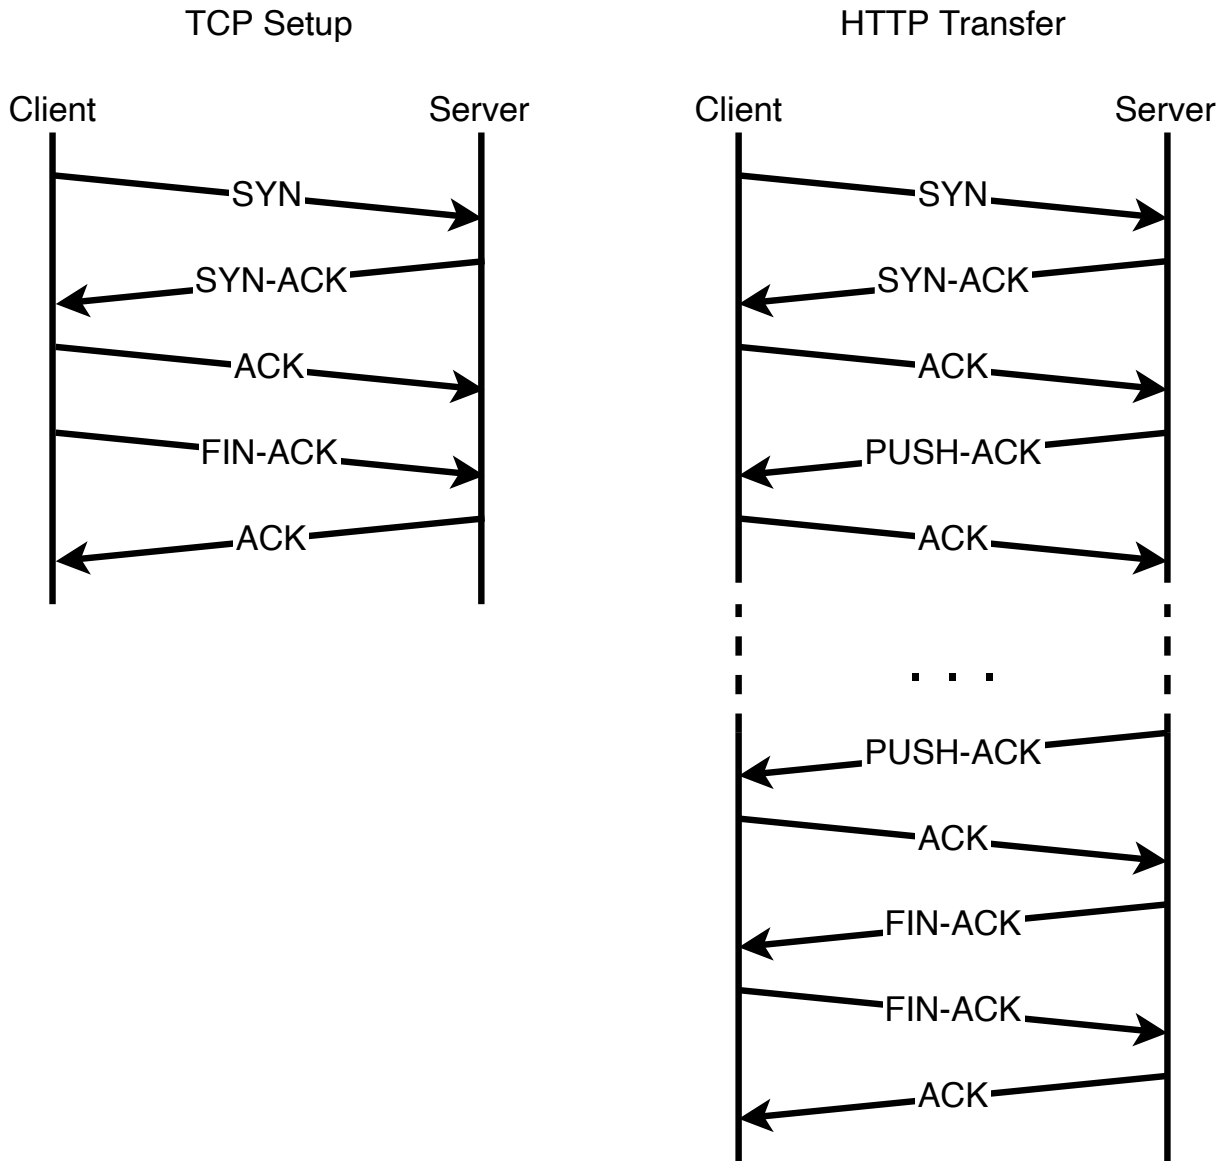 TCP Setup
Client Server
SYN
SYN-ACK
ACK
FIN-ACK
ACK
HTTP Transfer
Client Server
SYN
SYN-ACK
ACK
PUSH-ACK
ACK
. . .
PUSH-ACK
ACK
FIN-ACK
FIN-ACK
ACK